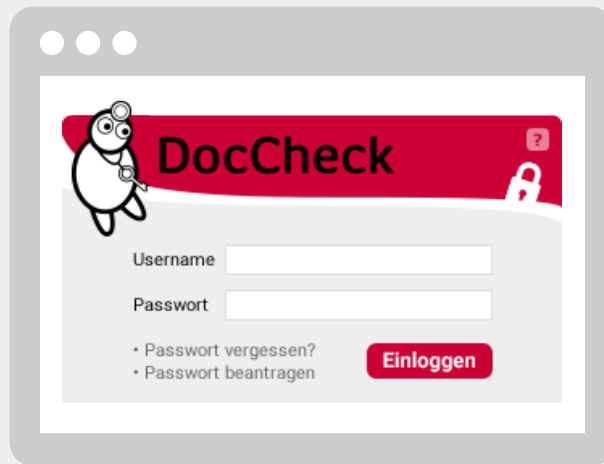 DocCheck
?
Username
Passwort
• Passwort vergessen?
• Passwort beantragen
Einloggen